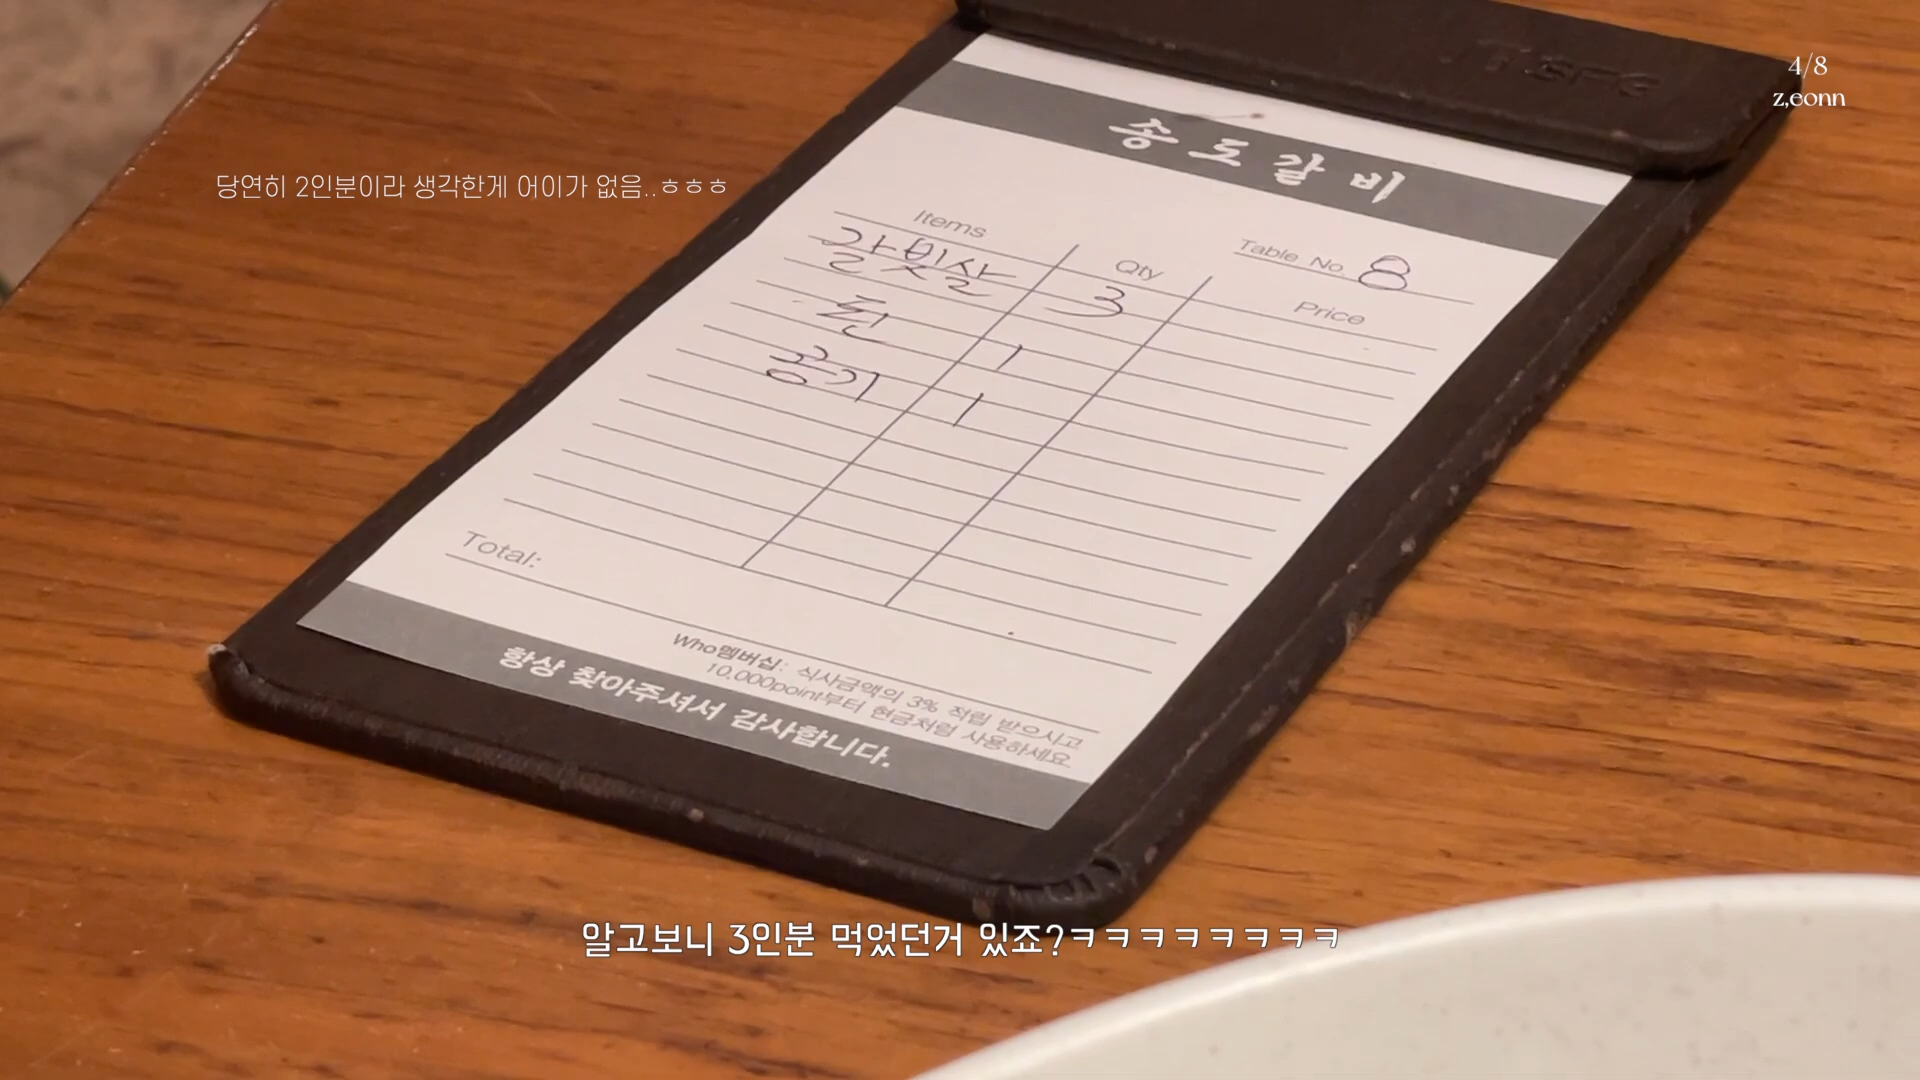 4/8
z,eonn
당연히 2인분이라 생각한게 어이가 없음..ㅎㅎㅎ
송도갈비
Table No. 8
Items Qty Price
갈빗살 3
된 1
공기 1
Total:
Who멤버십: 식사금액의 3% 적립 받으시고
10,000point부터 현금처럼 사용하세요
항상 찾아주셔서 감사합니다.
알고보니 3인분 먹었던거 있죠?ㅋㅋㅋㅋㅋㅋㅋㅋ